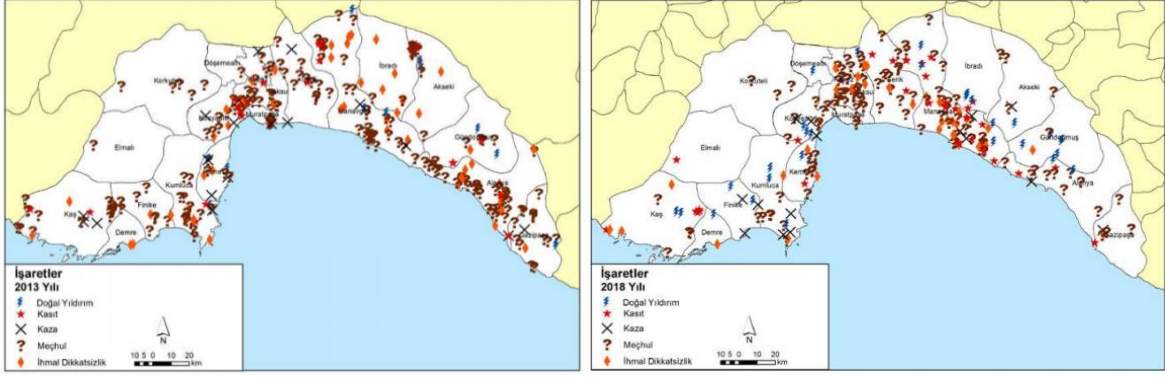 Döşemealtı
Korkuteli
İbradı
Akseki
Aksu
Muratpaşa
Manavgat
Konyaaltı
Elmalı
Gündoğmuş
Kemer
Kumluca
Alanya
Kaş
Finike
Demre
Gazipaşa
İşaretler
2013 Yılı
Doğal Yıldırım
Kasıt
Kaza
Meçhul
İhmal Dikkatsizlik
N
10 5 0 10 20
km
Döşemealtı
İbradı
Korkuteli
Serik
Akseki
Aksu
Muratpaşa
Manavgat
Konyaaltı
Gündoğmuş
Elmalı
Kemer
Kumluca
Alanya
Kaş
Finike
Demre
Gazipaşa
İşaretler
2018 Yılı
Doğal Yıldırım
Kasıt
Kaza
Meçhul
İhmal Dikkatsizlik
N
10 5 0 10 20
km